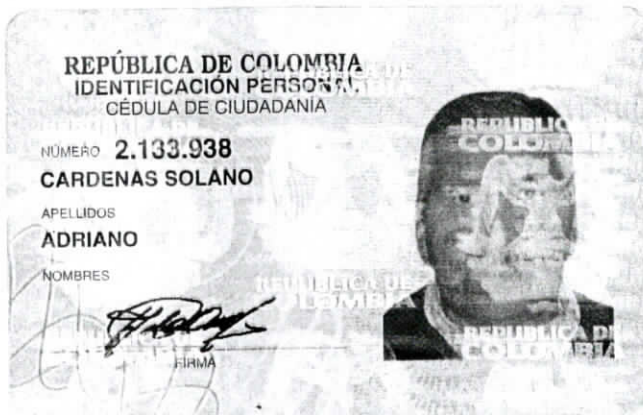 REPÚBLICA DE COLOMBIA
IDENTIFICACIÓN PERSONAL
CÉDULA DE CIUDADANÍA
NÚMERO 2.133.938
CARDENAS SOLANO
APELLIDOS
ADRIANO
NOMBRES
FIRMA
REPUBLICA
COLOMBIA
REPUBLICA DE
COLOMBIA
REPUBLICA DE
COLOMBIA